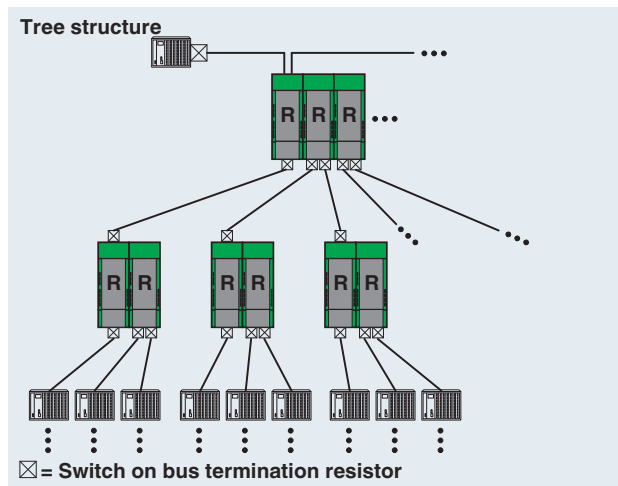 Tree structure
R R R
R R R R R R
= Switch on bus termination resistor